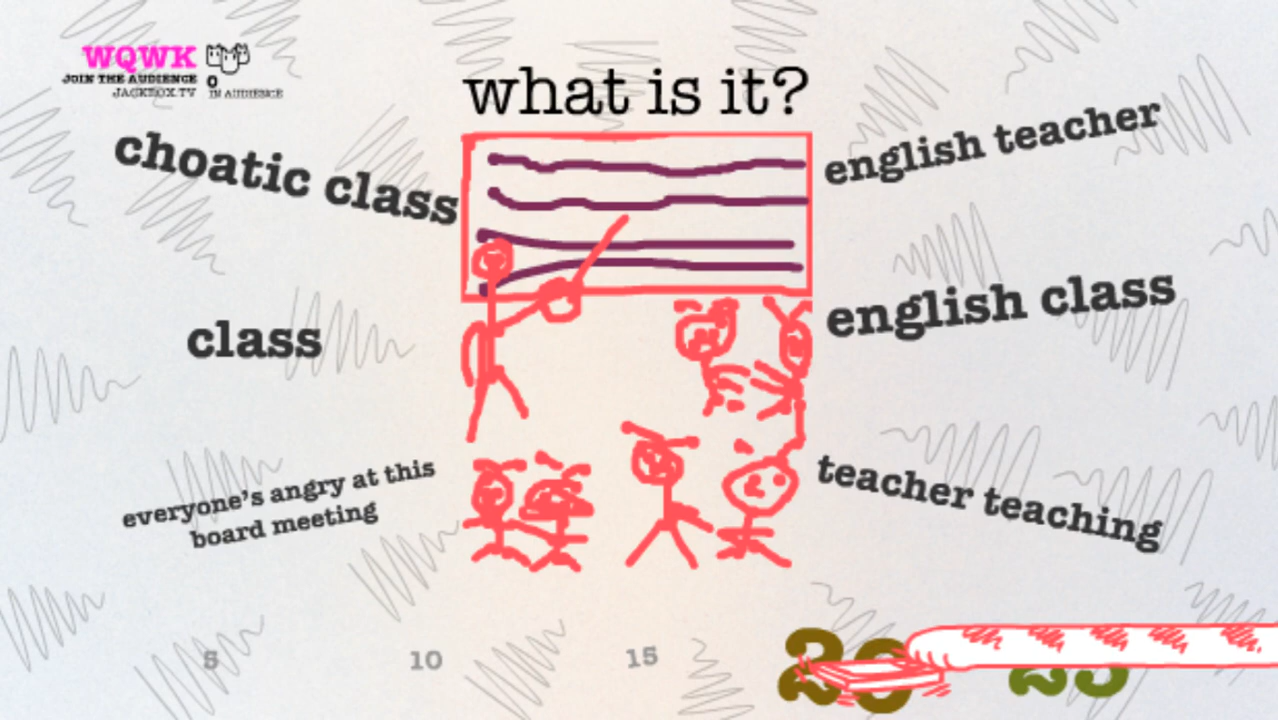 WQWK
JOIN THE AUDIENCE
JACKBOX.TV
0
IN AUDIENCE
what is it?
choatic class
english teacher
class
english class
everyone's angry at this
board meeting
teacher teaching
5
10
15
20
25